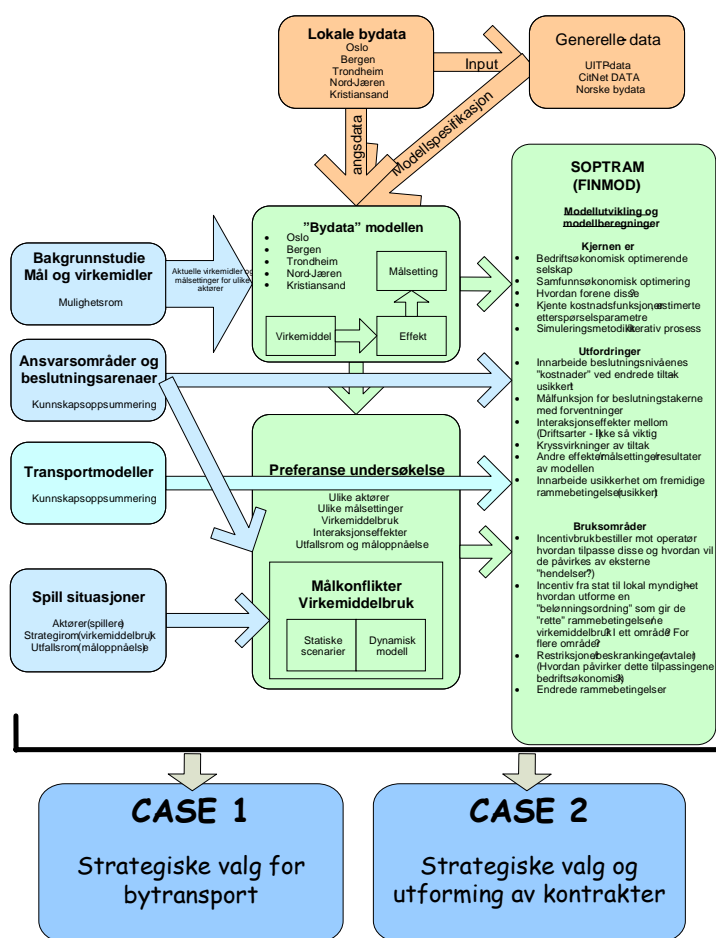 Lokale bydata
Oslo
Bergen
Trondheim
Nord-Jæren
Kristiansand
Input
Generelle data
UITP-data
CitNet DATA
Norske bydata
angsdata
Modellspesifikasjon
"Bydata" modellen
• Oslo
• Bergen
• Trondheim
• Nord-Jæren
• Kristiansand
Målsetting
Virkemiddel
Effekt
Bakgrunnstudie
Mål og virkemidler
Mulighetsrom
Aktuelle virkemidler og
målsettinger for ulike
aktører
Ansvarsområder og
beslutningsarenaer
Kunnskapsoppsummering
Transportmodeller
Kunnskapsoppsummering
Spill situasjoner
Aktører(spillere)
Strategirom(virkemiddelbruk
Utfallsrom(måloppnåelse)
Preferanse undersøkelse
Ulike aktører
Ulike målsettinger
Virkemiddelbruk
Interaksjonseffekter
Utfallsrom og måloppnåelse
Målkonflikter
Virkemiddelbruk
Statiske
scenarier
Dynamisk
modell
SOPTRAM
(FINMOD)
Modellutvikling og
modellberegninger
Kjernen er
• Bedriftsøkonomisk optimerende
selskap
• Samfunnsøkonomisk optimering
• Hvordan forene disse?
• Kjente kostnadsfunksjon, estimerte
etterspørselsparametre
• Simuleringsmetodikk/iterativ prosess
Utfordringer
• Innarbeide beslutningsnivåenes
"kostnader" ved endrede tiltak-
usikkert
• Målfunksjon for beslutningstakerne
med forventninger
• Interaksjonseffekter mellom
(Driftsarter - Ikke så viktig
• Kryssvirkninger av tiltak
• Andre effekter/målsettinger/resultater
av modellen
• Innarbeide usikkerhet om fremidige
rammebetingelser(usikker)
Bruksområder
• Incentivbrukbestiller mot operatør
hvordan tilpasse disse og hvordan vil
de påvirkes av eksterne
"hendelser?)
• Incentiv fra stat til lokal myndighet–
hvordan utforme en
"belønningsordning" som gir de
"rette" rammebetingelsene/
virkemiddelbruk? I ett område? For
flere områder?
• Restriksjoner/beskrankinger(avtaler)
(Hvordan påvirker dette tilpassingene
bedriftsøkonomisk?)
• Endrede rammebetingelser
CASE 1
Strategiske valg for
bytransport
CASE 2
Strategiske valg og
utforming av kontrakter